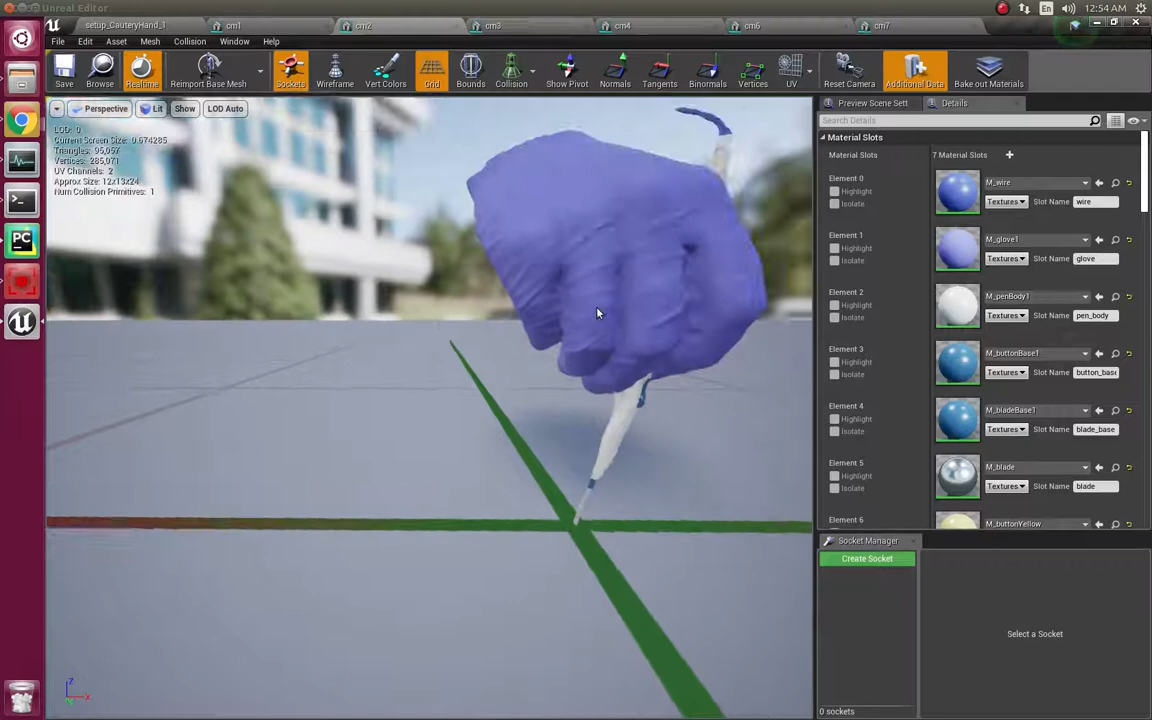 Unreal Editor
En
12:54 AM
setup_CauteryHand_1
cm1
cm2
cm3
cm4
cm6
cm7
File Edit Asset Mesh Collision Window Help
Save
Browse
Realtime
Reimport Base Mesh
Sockets
Wireframe
Vert Colors
Grid
Bounds
Collision
Show Pivot
Normals
Tangents
Binormals
Vertices
UV
Reset Camera
Additional Data
Bake out Materials
Perspective
Lit
Show
LOD Auto
LOD: 0
Current Screen Size: 0.674285
Triangles: 95,057
Vertices: 285,071
UV Channels: 2
Approx Size: 12x13x24
Num Collision Primitives: 1
Z
X
Preview Scene Sett
Details
Search Details
Material Slots
Material Slots
7 Material Slots
Element 0
Highlight
Isolate
M_wire
Textures
Slot Name
wire
Element 1
Highlight
Isolate
M_glove1
Textures
Slot Name
glove
Element 2
Highlight
Isolate
M_penBody1
Textures
Slot Name
pen_body
Element 3
Highlight
Isolate
M_buttonBase1
Textures
Slot Name
button_base
Element 4
Highlight
Isolate
M_bladeBase1
Textures
Slot Name
blade_base
Element 5
Highlight
Isolate
M_blade
Textures
Slot Name
blade
Element 6
M_buttonYellow
Socket Manager
Create Socket
Select a Socket
0 sockets